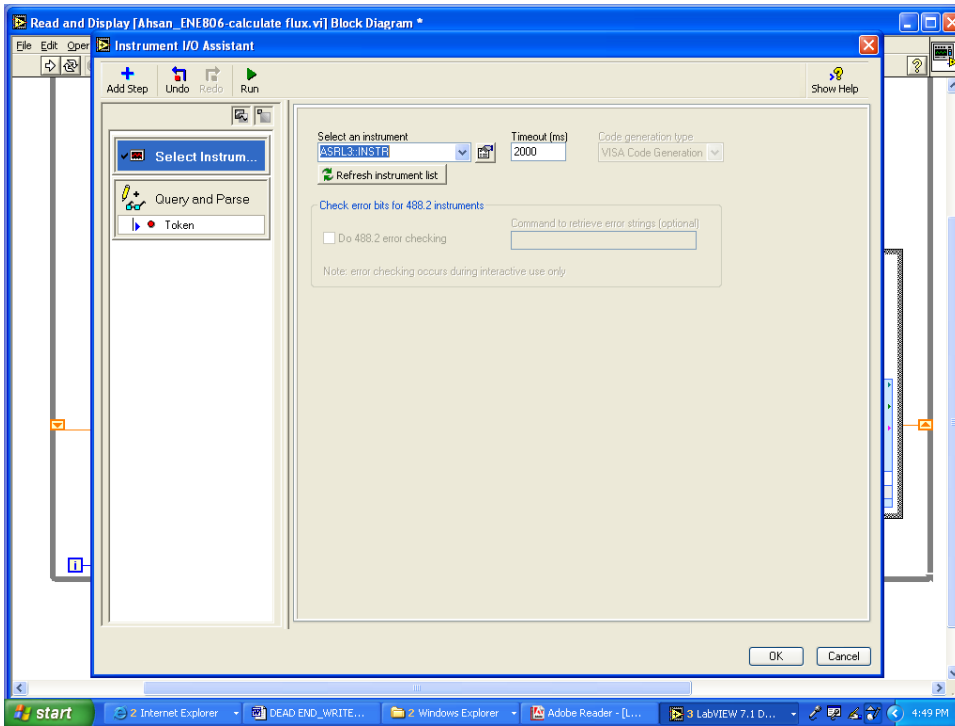 Read and Display [Ahsan_ENE806-calculate flux.vi] Block Diagram *
File Edit Oper
Instrument I/O Assistant
Add Step Undo Redo Run Show Help
Select Instrum...
Query and Parse
Token
Select an instrument Timeout (ms) Code generation type
ASRL3::INSTR 2000 VISA Code Generation
Refresh instrument list
Check error bits for 488.2 instruments
Command to retrieve error strings (optional)
Do 488.2 error checking
Note: error checking occurs during interactive use only
i
OK Cancel
start 2 Internet Explorer DEAD END_WRITE... 2 Windows Explorer Adobe Reader - [L... 3 LabVIEW 7.1 D... 4:49 PM